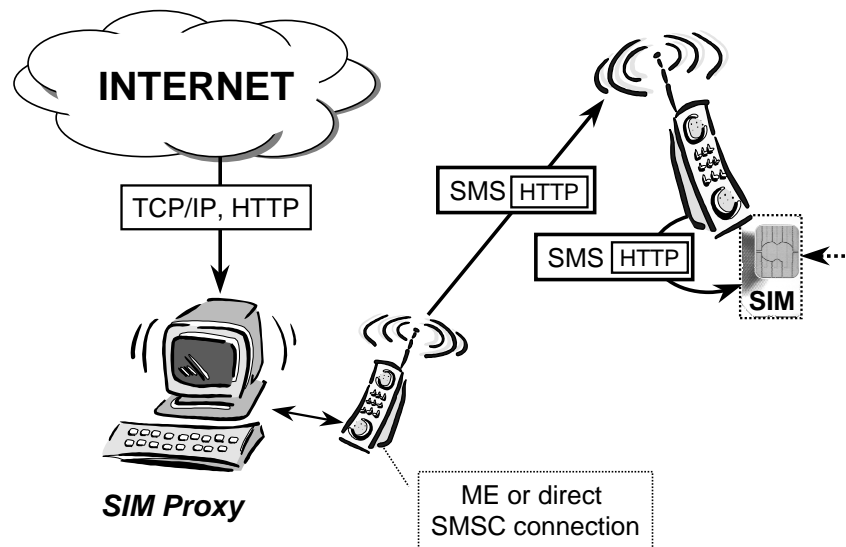 INTERNET
TCP/IP, HTTP
SMS HTTP
SMS HTTP
SIM
SIM Proxy
ME or direct
SMSC connection